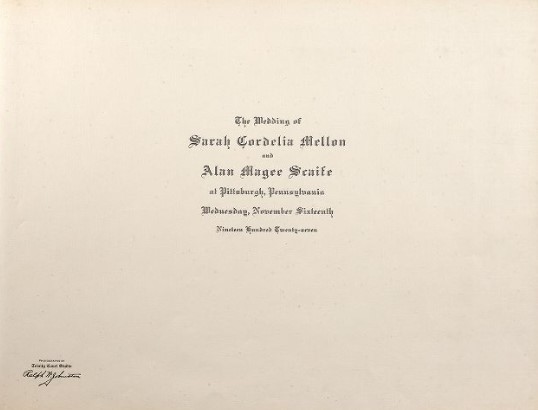 The Wedding of
Sarah Cordelia Mellon
and
Alan Magee Scaife
at Pittsburgh, Pennsylvania
Wednesday, November Sixteenth
Nineteen Hundred Twenty-seven
PHOTOGRAPHED BY
Trinity Court Studio
Ralph W. Johnston